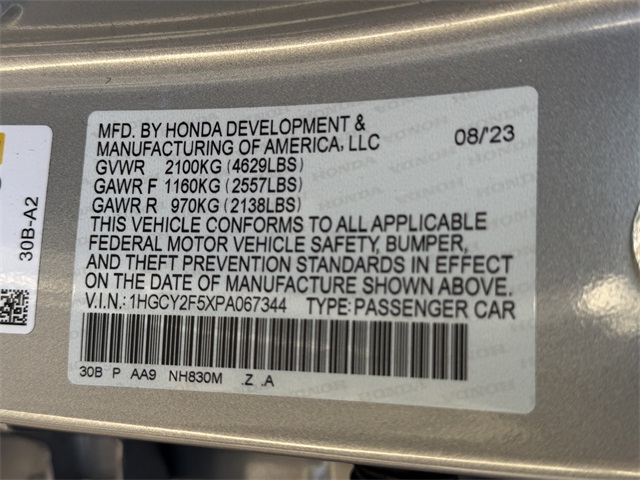 MFD. BY HONDA DEVELOPMENT &
MANUFACTURING OF AMERICA, LLC 08/'23
GVWR 2100KG (4629LBS)
GAWR F 1160KG (2557LBS)
GAWR R 970KG (2138LBS)
THIS VEHICLE CONFORMS TO ALL APPLICABLE
FEDERAL MOTOR VEHICLE SAFETY, BUMPER,
AND THEFT PREVENTION STANDARDS IN EFFECT
ON THE DATE OF MANUFACTURE SHOWN ABOVE.
V.I.N.: 1HGCY2F5XPA067344 TYPE: PASSENGER CAR
30B P AA9 NH830M .Z .A
30B-A2